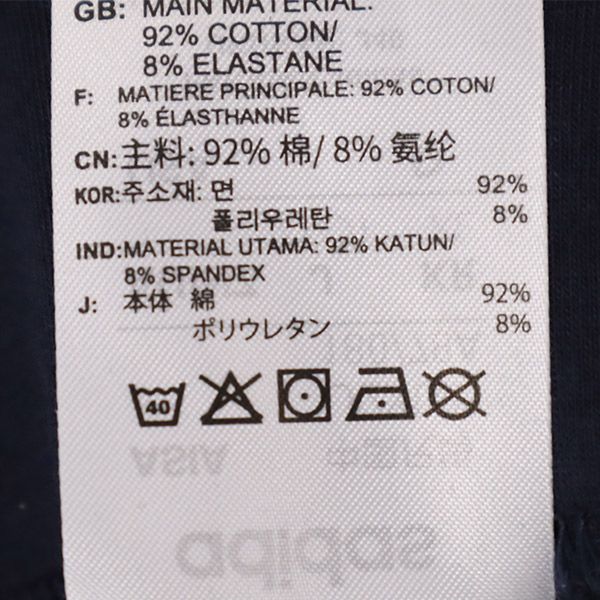 GB: MAIN MATERIAL:
92% COTTON/
8% ELASTANE
F: MATIERE PRINCIPALE: 92% COTON/
8% ÉLASTHANNE
CN: 主料: 92% 棉/ 8% 氨纶
KOR: 주소재: 면 92%
폴리우레탄 8%
IND: MATERIAL UTAMA: 92% KATUN/
8% SPANDEX
J: 本体 綿 92%
ポリウレタン 8%
40
ASIA
adidas